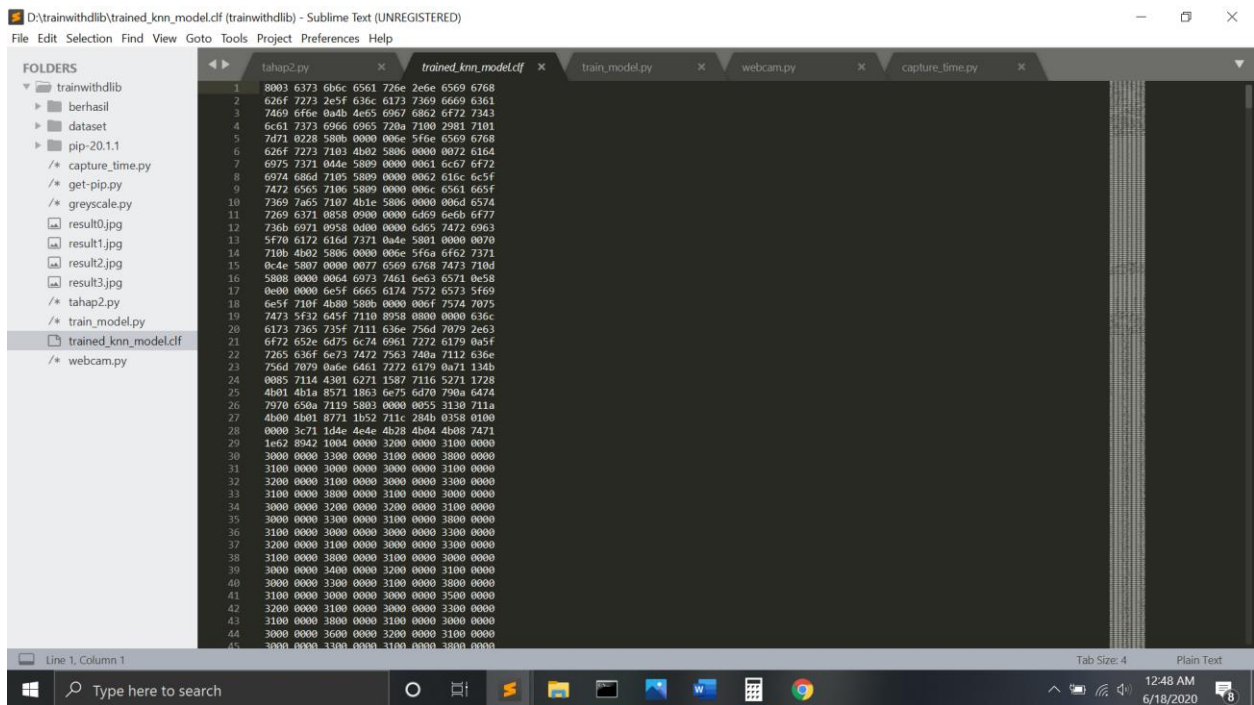 D:\trainwithdlib\trained_knn_model.clf (trainwithdlib) - Sublime Text (UNREGISTERED)
File Edit Selection Find View Goto Tools Project Preferences Help
FOLDERS
trainwithdlib
berhasil
dataset
pip-20.1.1
/* capture_time.py
/* get-pip.py
/* greyscale.py
result0.jpg
result1.jpg
result2.jpg
result3.jpg
/* tahap2.py
/* train_model.py
trained_knn_model.clf
/* webcam.py
tahap2.py × trained_knn_model.clf × train_model.py × webcam.py × capture_time.py ×
1 8003 6373 6b6c 6561 726e 2e6e 6569 6768
2 626f 7273 2e5f 636c 6173 7369 6669 6361
3 7469 6f6e 0a4b 4e65 6967 6862 6f72 7343
4 6c61 7373 6966 6965 720a 7100 2981 7101
5 7d71 0228 580b 0000 006e 5f6e 6569 6768
6 626f 7273 7103 4b02 5806 0000 0072 6164
7 6975 7371 044e 5809 0000 0061 6c67 6f72
8 6974 686d 7105 5809 0000 0062 616c 6c5f
9 7472 6565 7106 5809 0000 006c 6561 665f
10 7369 7a65 7107 4b1e 5806 0000 006d 6574
11 7269 6371 0858 0900 0000 6d69 6e6b 6f77
12 736b 6971 0958 0d00 0000 6d65 7472 6963
13 5f70 6172 616d 7371 0a4e 5801 0000 0070
14 710b 4b02 5806 0000 006e 5f6a 6f62 7371
15 0c4e 5807 0000 0077 6569 6768 7473 710d
16 5808 0000 0064 6973 7461 6e63 6571 0e58
17 0e00 0000 6e5f 6665 6174 7572 6573 5f69
18 6e5f 710f 4b80 580b 0000 006f 7574 7075
19 7473 5f32 645f 7110 8958 0800 0000 636c
20 6173 7365 735f 7111 636e 756d 7079 2e63
21 6f72 652e 6d75 6c74 6961 7272 6179 0a5f
22 7265 636f 6e73 7472 7563 740a 7112 636e
23 756d 7079 0a6e 6461 7272 6179 0a71 134b
24 0085 7114 4301 6271 1587 7116 5271 1728
25 4b01 4b1a 8571 1863 6e75 6d70 790a 6474
26 7970 650a 7119 5803 0000 0055 3130 711a
27 4b00 4b01 8771 1b52 711c 284b 0358 0100
28 0000 3c71 1d4e 4e4e 4b28 4b04 4b08 7471
29 1e62 8942 1004 0000 3200 0000 3100 0000
30 3000 0000 3300 0000 3100 0000 3800 0000
31 3100 0000 3000 0000 3000 0000 3100 0000
32 3200 0000 3100 0000 3000 0000 3300 0000
33 3100 0000 3800 0000 3100 0000 3000 0000
34 3000 0000 3200 0000 3200 0000 3100 0000
35 3000 0000 3300 0000 3100 0000 3800 0000
36 3100 0000 3000 0000 3000 0000 3300 0000
37 3200 0000 3100 0000 3000 0000 3300 0000
38 3100 0000 3800 0000 3100 0000 3000 0000
39 3000 0000 3400 0000 3200 0000 3100 0000
40 3000 0000 3300 0000 3100 0000 3800 0000
41 3100 0000 3000 0000 3000 0000 3500 0000
42 3200 0000 3100 0000 3000 0000 3300 0000
43 3100 0000 3800 0000 3100 0000 3000 0000
44 3000 0000 3600 0000 3200 0000 3100 0000
45 3000 0000 3300 0000 3100 0000 3800 0000
Line 1, Column 1 Tab Size: 4 Plain Text
Type here to search
12:48 AM
6/18/2020
8